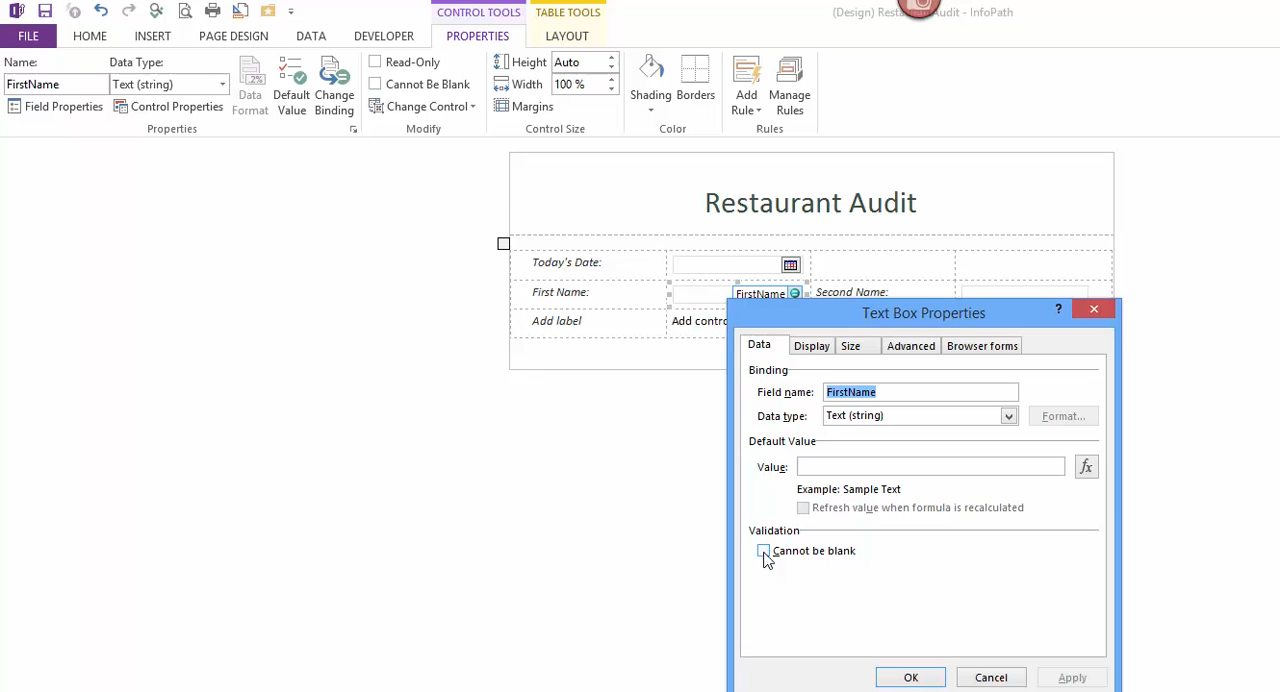 CONTROL TOOLS TABLE TOOLS (Design) Restaurant Audit - InfoPath
FILE HOME INSERT PAGE DESIGN DATA DEVELOPER PROPERTIES LAYOUT
Name: Data Type:
FirstName Text (string)
Field Properties Control Properties
Data Format
Default Value
Change Binding
Properties
Read-Only
Cannot Be Blank
Change Control
Modify
Height Auto
Width 100 %
Margins
Control Size
Shading Borders
Color
Add Rule
Manage Rules
Rules
Restaurant Audit
Today's Date:
First Name: FirstName Second Name:
Add label Add contro
Text Box Properties ?
Data Display Size Advanced Browser forms
Binding
Field name: FirstName
Data type: Text (string) Format...
Default Value
Value: fx
Example: Sample Text
Refresh value when formula is recalculated
Validation
Cannot be blank
OK Cancel Apply